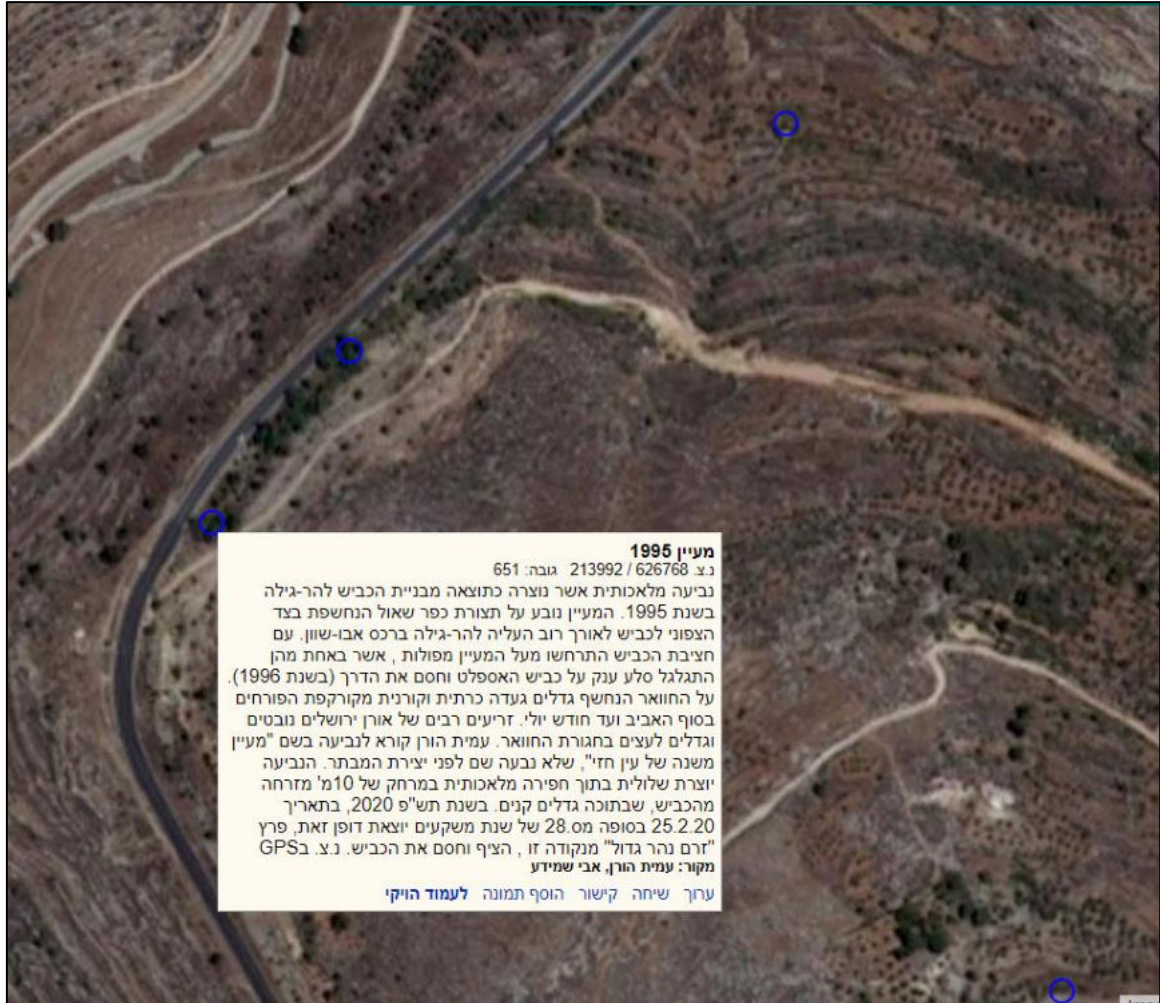 מעיין 1995
נ.צ. 626768 / 213992 גובה: 651
נביעה מלאכותית אשר נוצרה כתוצאה מבניית הכביש להר-גילה
בשנת 1995. המעיין נובע על תצורת כפר שאול הנחשפת בצד
הצפוני לכביש לאורך רוב העליה להר-גילה ברכס אבו-שוון. עם
חציבת הכביש התרחשו מעל המעיין מפולות , אשר באחת מהן
התגלגל סלע ענק על כביש האספלט וחסם את הדרך (בשנת 1996).
על החוואר הנחשף גדלים געדה כרתית וקורנית מקורקפת הפורחים
בסוף האביב ועד חודש יולי. זריעים רבים של אורן ירושלים נובטים
וגדלים לעצים בחגורת החוואר. עמית הורן קורא לנביעה בשם "מעיין
משנה של עין חזי", שלא נבעה שם לפני יצירת המבתר. הנביעה
יוצרת שלולית בתוך חפירה מלאכותית במרחק של 10מ' מזרחה
מהכביש, שבתוכה גדלים קנים. בשנת תש"פ 2020, בתאריך
25.2.20 בסופה מס.28 של שנת משקעים יוצאת דופן זאת, פרץ
"זרם נהר גדול" מנקודה זו , הציף וחסם את הכביש. נ.צ. בGPS
מקור: עמית הורן, אבי שמידע
ערוך שיחה קישור הוסף תמונה לעמוד הויקי